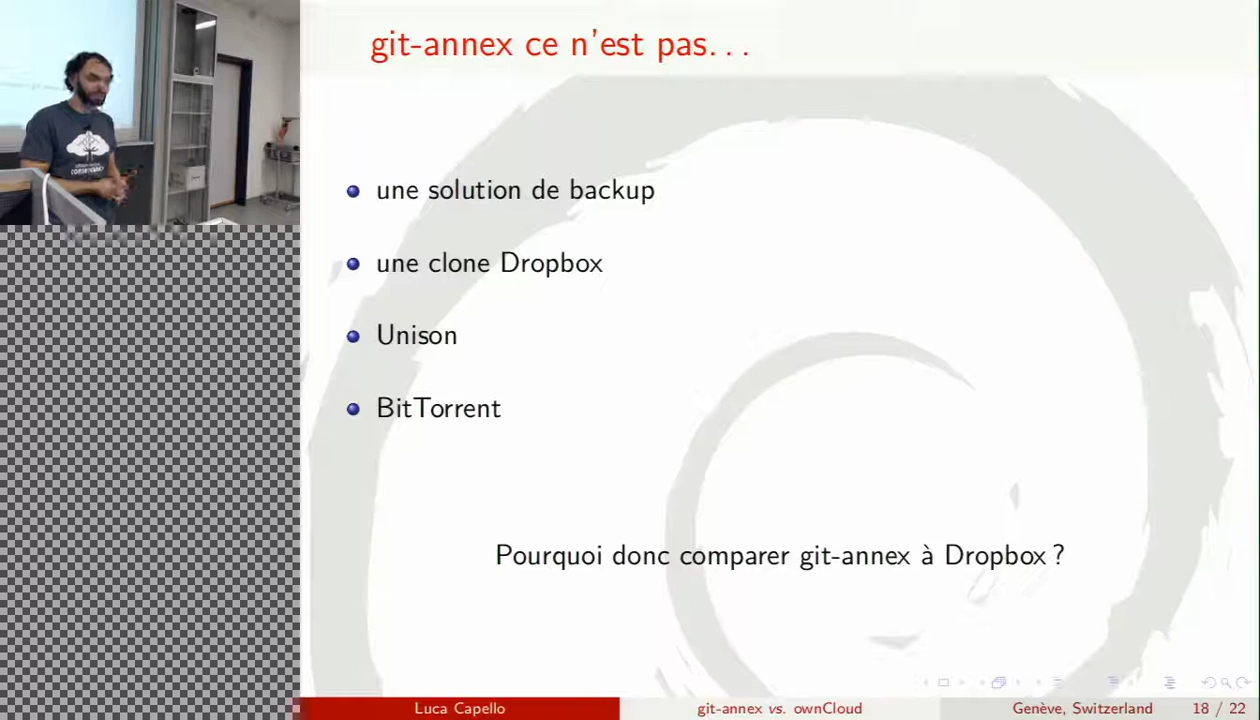 git-annex ce n'est pas...
une solution de backup
une clone Dropbox
Unison
BitTorrent
Pourquoi donc comparer git-annex à Dropbox ?
Luca Capello
git-annex vs. ownCloud
Genève, Switzerland
18 / 22
CONSERVANCY